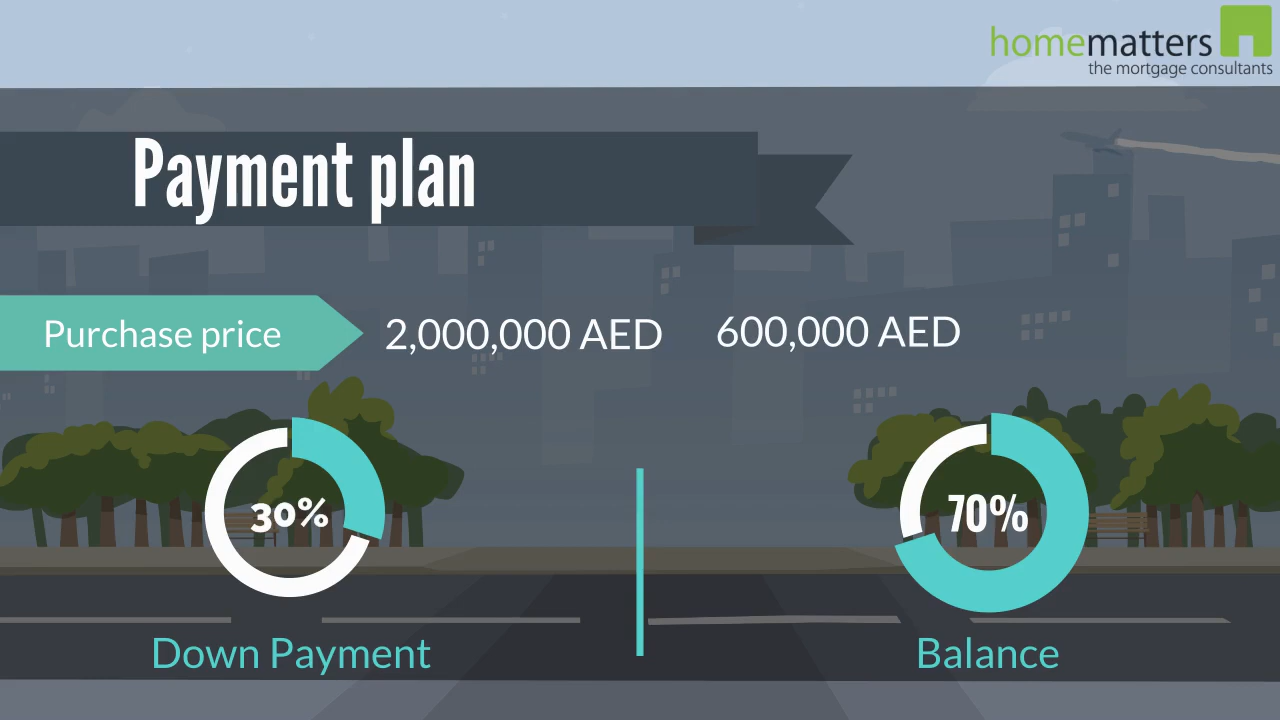 homematters
the mortgage consultants
Payment plan
Purchase price 2,000,000 AED 600,000 AED
30% 70%
Down Payment Balance